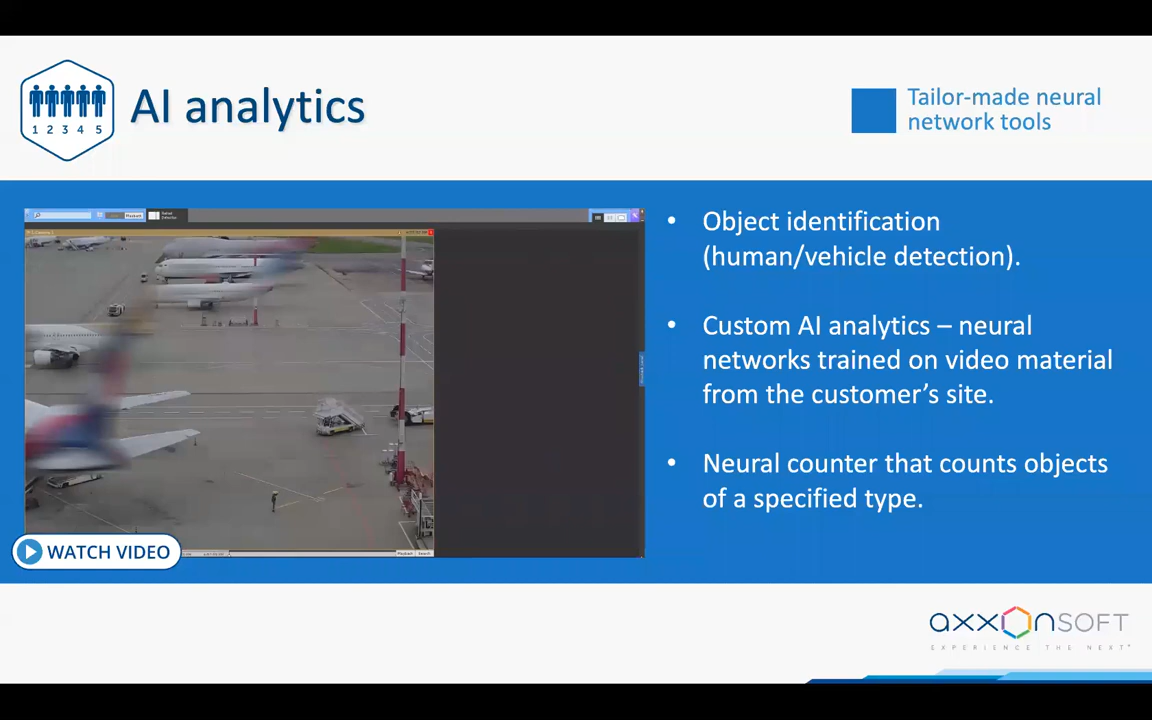 AI analytics
1 2 3 4 5
Tailor-made neural
network tools
• Object identification
(human/vehicle detection).
• Custom AI analytics – neural
networks trained on video material
from the customer's site.
• Neural counter that counts objects
of a specified type.
WATCH VIDEO
axxonsoft
EXPERIENCE THE NEXT